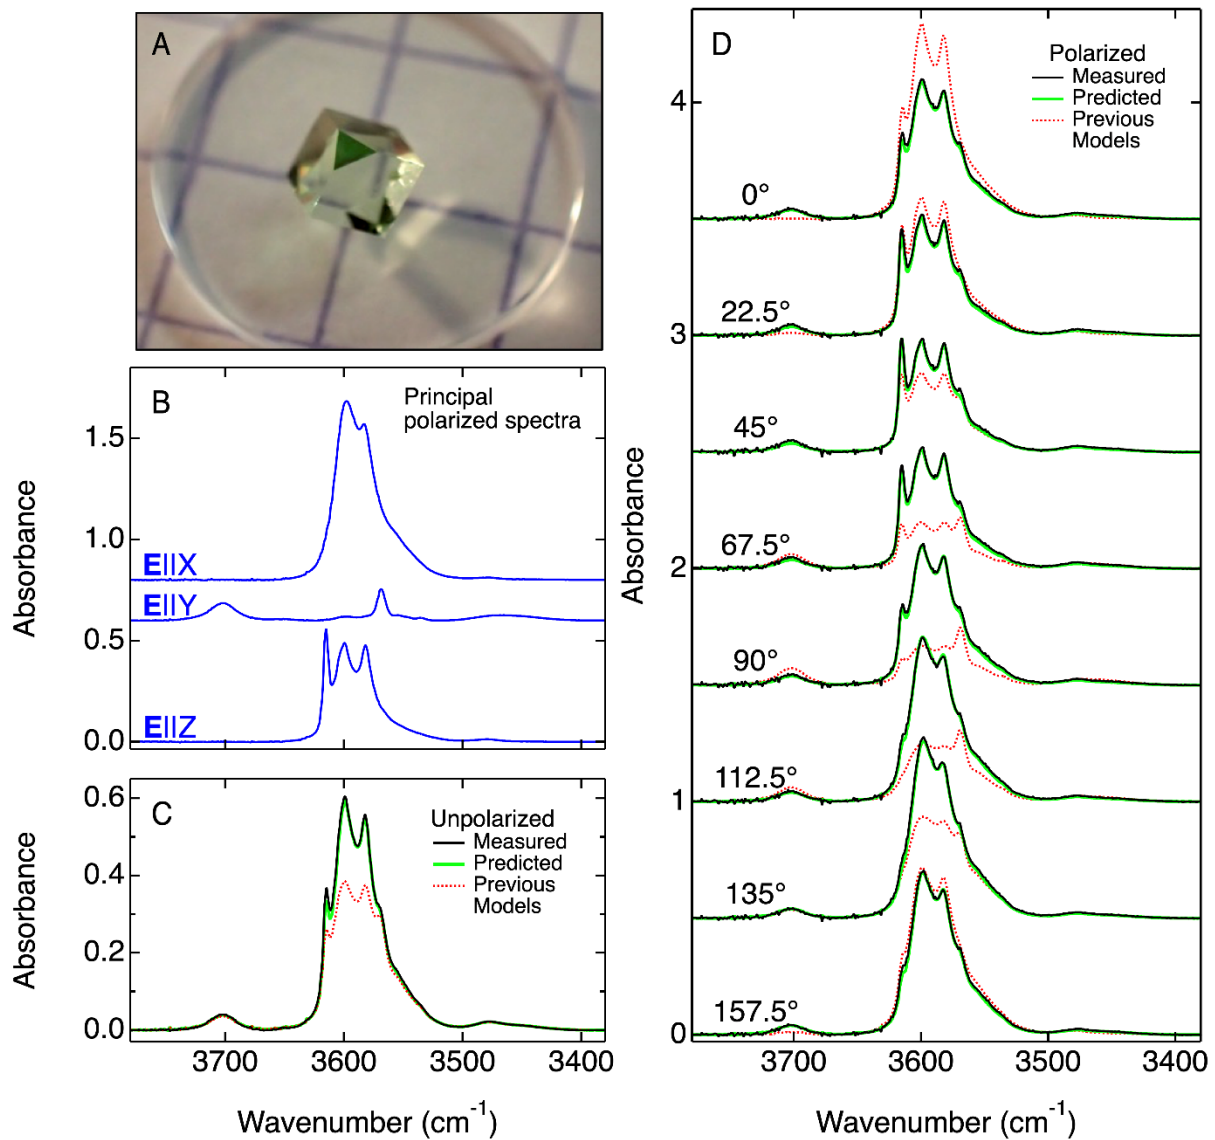 A
B
Principal
polarized spectra
1.5
1.0
0.5
0.0
E||X
E||Y
E||Z
Absorbance
C
Unpolarized
Measured
Predicted
Previous
Models
0.6
0.4
0.2
0.0
Absorbance
3700 3600 3500 3400
Wavenumber (cm⁻¹)
D
Polarized
Measured
Predicted
Previous
Models
4
3
2
1
0
Absorbance
0°
22.5°
45°
67.5°
90°
112.5°
135°
157.5°
3700 3600 3500 3400
Wavenumber (cm⁻¹)